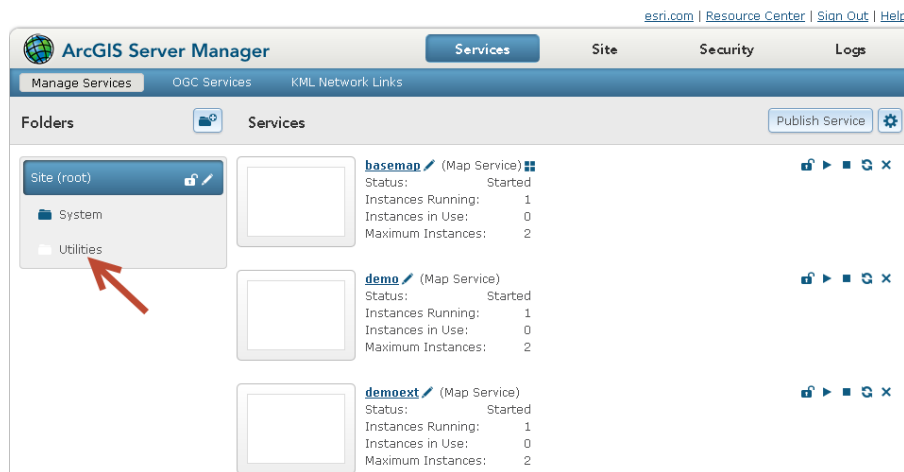 esri.com | Resource Center | Sign Out | Help
ArcGIS Server Manager Services Site Security Logs
Manage Services OGC Services KML Network Links
Folders Services Publish Service
Site (root)
System
Utilities
basemap (Map Service)
Status: Started
Instances Running: 1
Instances in Use: 0
Maximum Instances: 2
demo (Map Service)
Status: Started
Instances Running: 1
Instances in Use: 0
Maximum Instances: 2
demoext (Map Service)
Status: Started
Instances Running: 1
Instances in Use: 0
Maximum Instances: 2